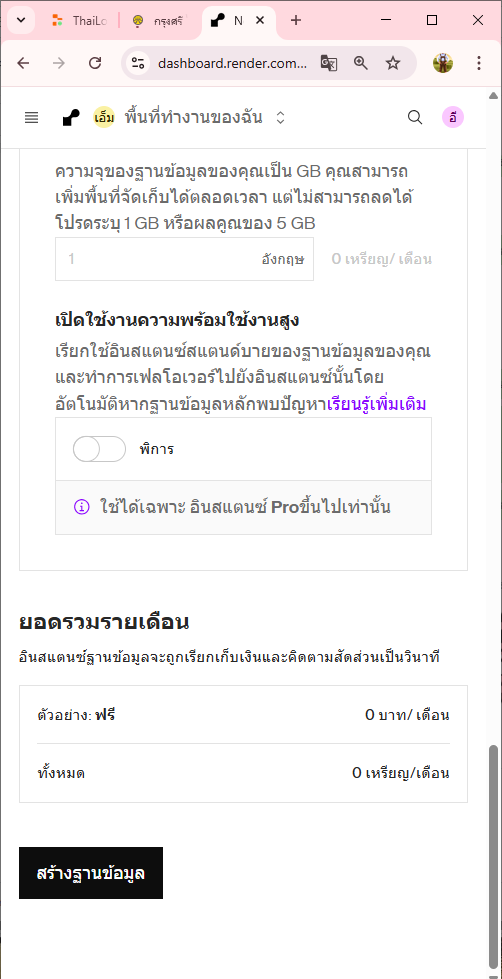 ThaiLo
กรุงศรี
N
dashboard.render.com...
เอ็ม พื้นที่ทำงานของฉัน
อี
ความจุของฐานข้อมูลของคุณเป็น GB คุณสามารถ
เพิ่มพื้นที่จัดเก็บได้ตลอดเวลา แต่ไม่สามารถลดได้
โปรดระบุ 1 GB หรือผลคูณของ 5 GB
1 อังกฤษ 0 เหรียญ/ เดือน
เปิดใช้งานความพร้อมใช้งานสูง
เรียกใช้อินสแตนซ์สแตนด์บายของฐานข้อมูลของคุณ
และทำการเฟลโอเวอร์ไปยังอินสแตนซ์นั้นโดย
อัตโนมัติหากฐานข้อมูลหลักพบปัญหาเรียนรู้เพิ่มเติม
พิการ
ใช้ได้เฉพาะ อินสแตนซ์ Proขึ้นไปเท่านั้น
ยอดรวมรายเดือน
อินสแตนซ์ฐานข้อมูลจะถูกเรียกเก็บเงินและคิดตามสัดส่วนเป็นวินาที
ตัวอย่าง: ฟรี 0 บาท/ เดือน
ทั้งหมด 0 เหรียญ/เดือน
สร้างฐานข้อมูล